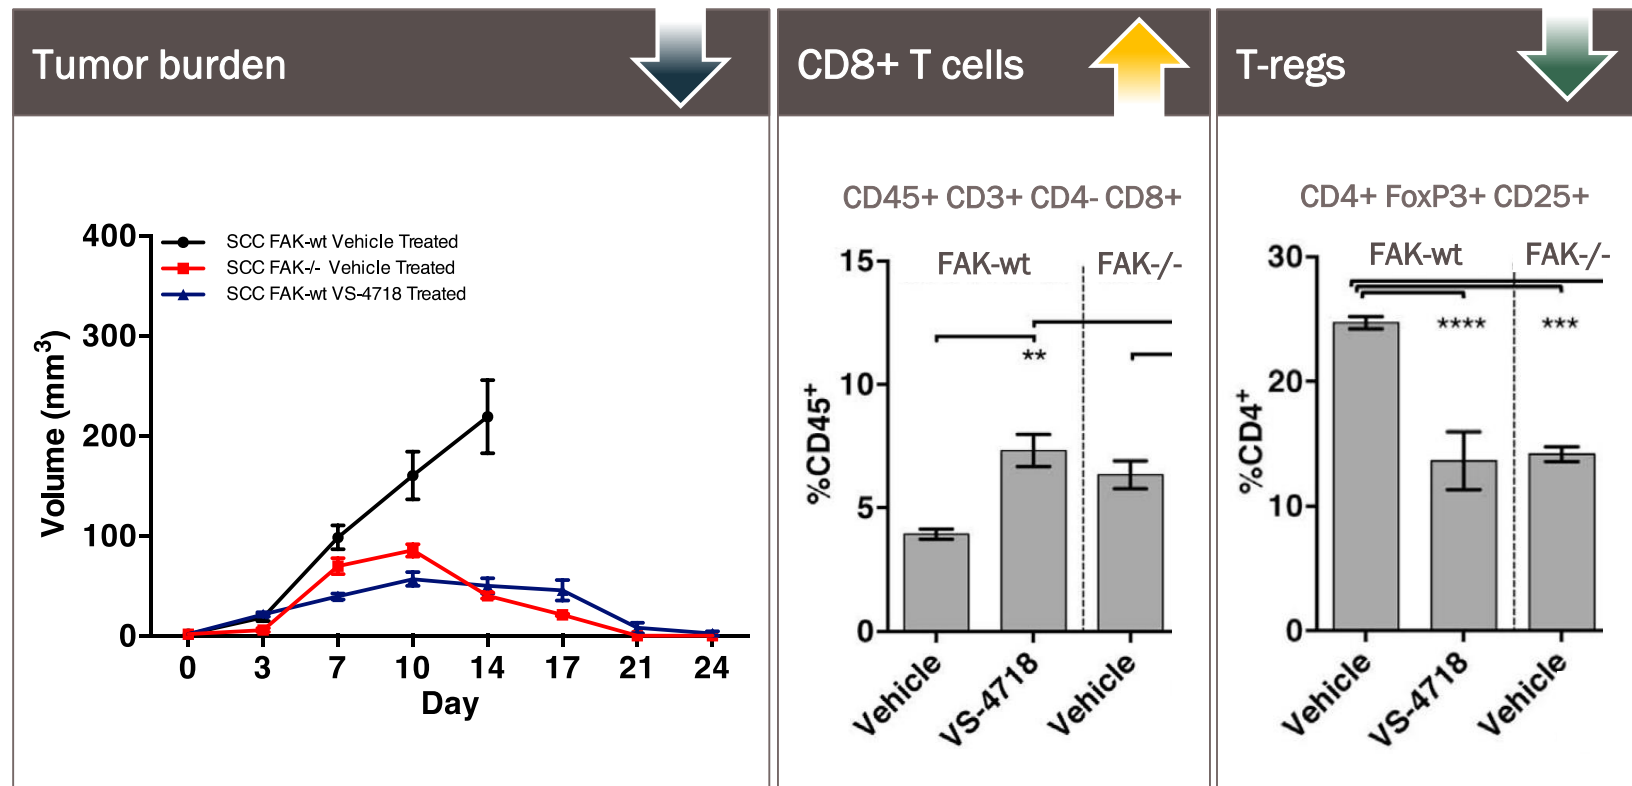 Tumor burden
CD8+ T cells
T-regs
400
300
200
100
0
Volume (mm³)
SCC FAK-wt Vehicle Treated
SCC FAK-/- Vehicle Treated
SCC FAK-wt VS-4718 Treated
0 3 7 10 14 17 21 24
Day
CD45+ CD3+ CD4- CD8+
15
10
5
0
%CD45⁺
FAK-wt FAK-/-
**
Vehicle
VS-4718
Vehicle
CD4+ FoxP3+ CD25+
30
20
10
0
%CD4⁺
FAK-wt FAK-/-
**** ***
Vehicle
VS-4718
Vehicle